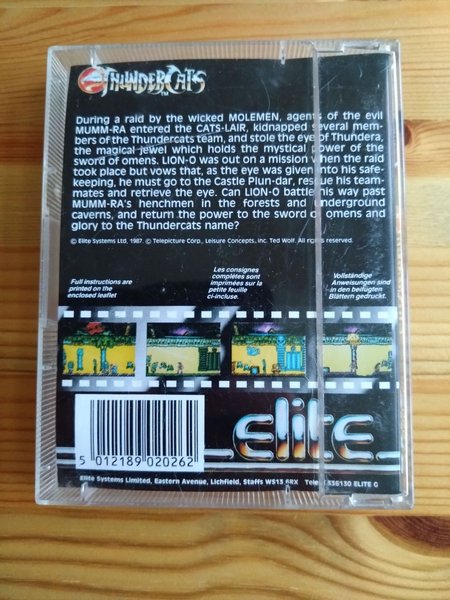 THUNDERCATS
TM
During a raid by the wicked MOLEMEN, agents of the evil
MUMM-RA entered the CATS-LAIR, kidnapped several mem-
bers of the Thundercats team, and stole the eye of Thundera,
the magical jewel which holds the mystical power of the
sword of omens. LION-O was out on a mission when the raid
took place but vows that, as the eye was given into his safe-
keeping, he must go to the Castle Plun-dar, rescue his team-
mates and retrieve the eye. Can LION-O battle his way past
MUMM-RA's henchmen in the forests and underground
caverns, and return the power to the sword of omens and
glory to the Thundercats name?
© Elite Systems Ltd, 1987. © Telepicture Corp., Leisure Concepts, Inc. Ted Wolf. All rights reserved.
Full instructions are
printed on the
enclosed leaflet
Les consignes
complètes sont
imprimées sur la
petite feuille
ci-incluse.
Vollständige
Anweisungen sind
in den beigefügten
Blättern gedruckt.
5 012189 020262
elite
Elite Systems Limited, Eastern Avenue, Lichfield, Staffs WS13 6RX 336130 ELITE G